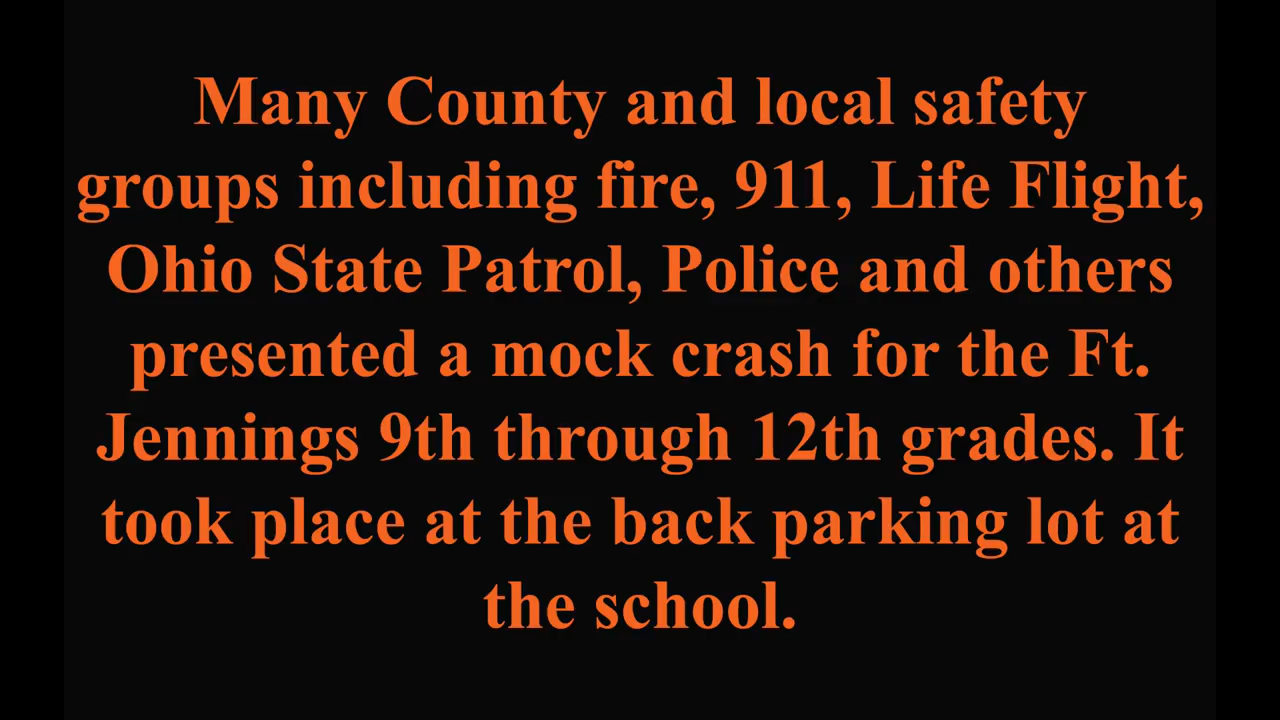 Many County and local safety
groups including fire, 911, Life Flight,
Ohio State Patrol, Police and others
presented a mock crash for the Ft.
Jennings 9th through 12th grades. It
took place at the back parking lot at
the school.